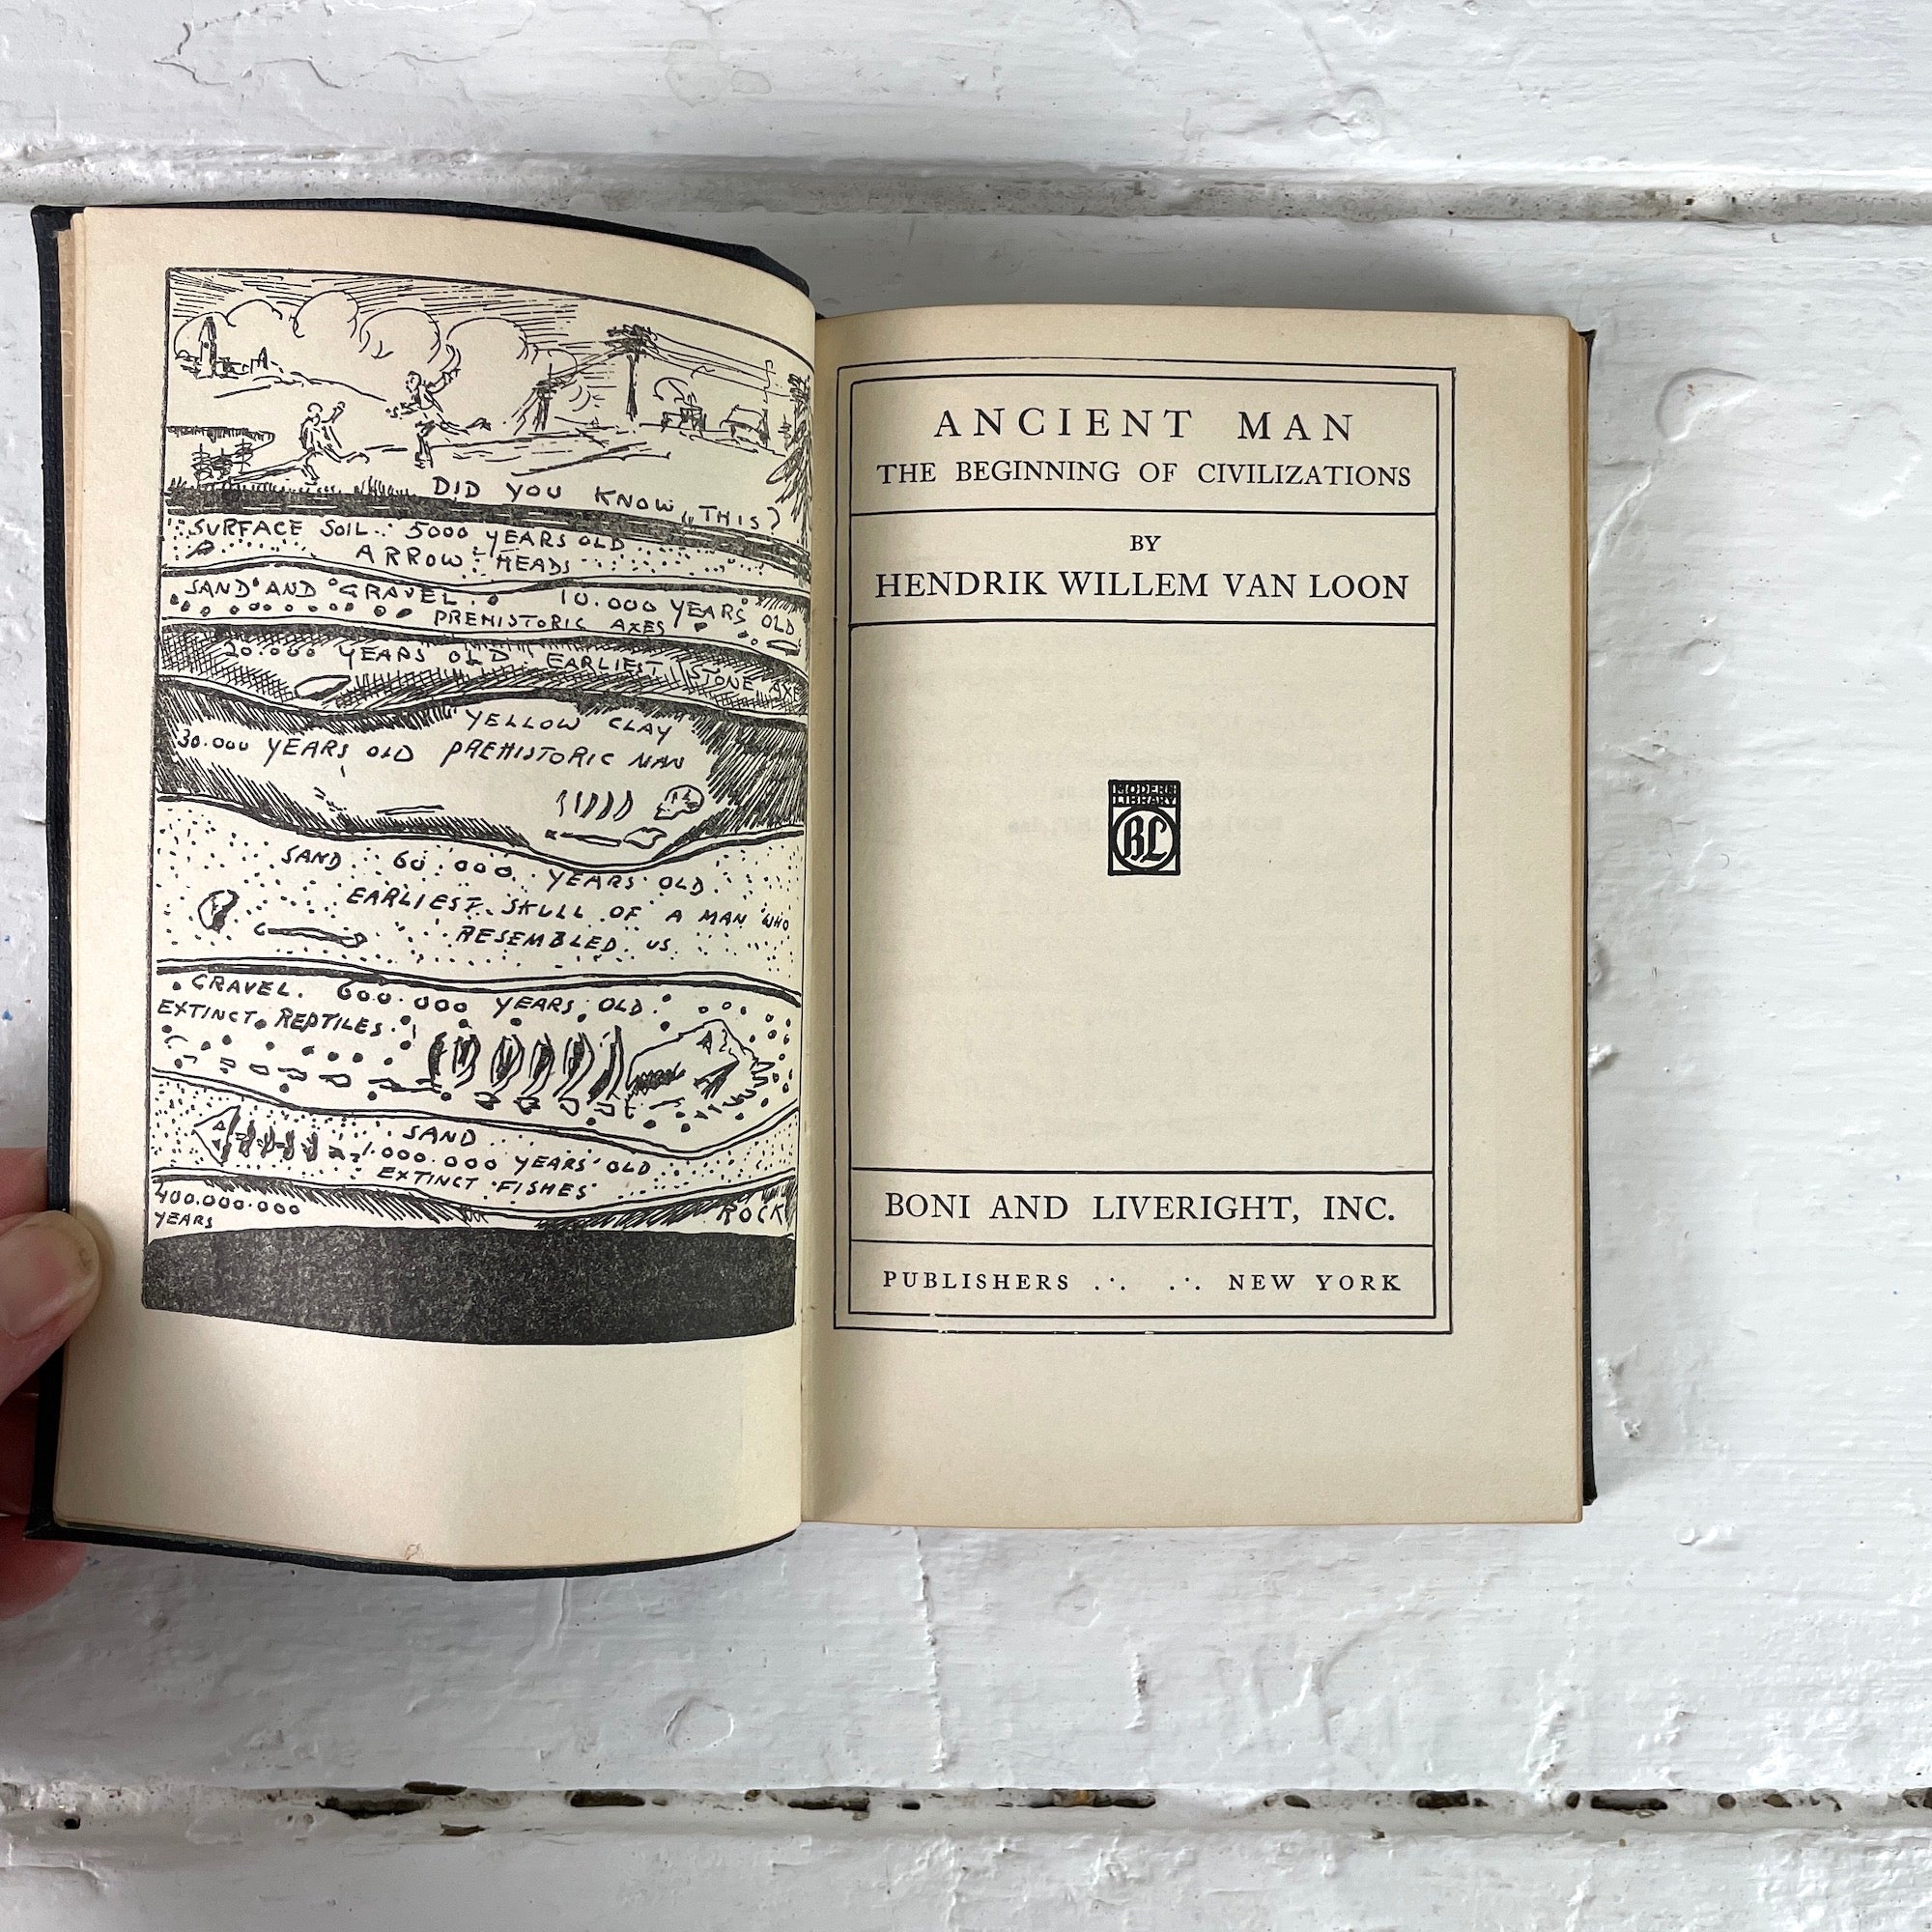 DID YOU KNOW THIS?
SURFACE SOIL. 5000 YEARS OLD
ARROW-HEADS
SAND AND GRAVEL. 10.000 YEARS OLD
PREHISTORIC AXES
20.000 YEARS OLD EARLIEST STONE AXE
YELLOW CLAY
30.000 YEARS OLD PREHISTORIC MAN
SAND 60.000 YEARS OLD.
EARLIEST SKULL OF A MAN WHO
RESEMBLED US
GRAVEL. 600.000 YEARS OLD.
EXTINCT REPTILES.
SAND
1.000.000 YEARS OLD
EXTINCT FISHES
400.000.000
YEARS
ROCK
ANCIENT MAN
THE BEGINNING OF CIVILIZATIONS
BY
HENDRIK WILLEM VAN LOON
MODERN
LIBRARY
BL
BONI AND LIVERIGHT, INC.
PUBLISHERS .·. .·. NEW YORK